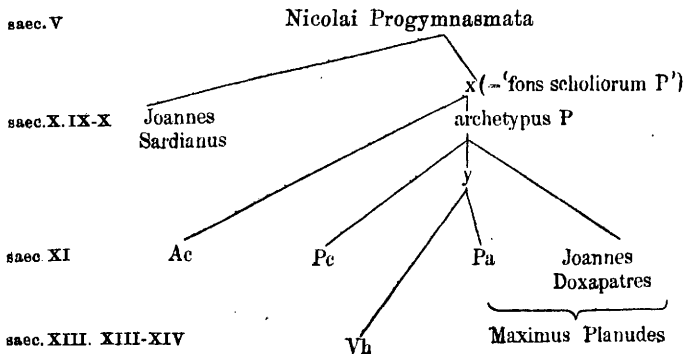 saec. V Nicolai Progymnasmata
x (='fons scholiorum P')
saec. X. IX-X Joannes archetypus P
Sardianus
y
saec. XI Ac Pc Pa Joannes
Doxapatres
saec. XIII. XIII-XIV Vh Maximus Planudes